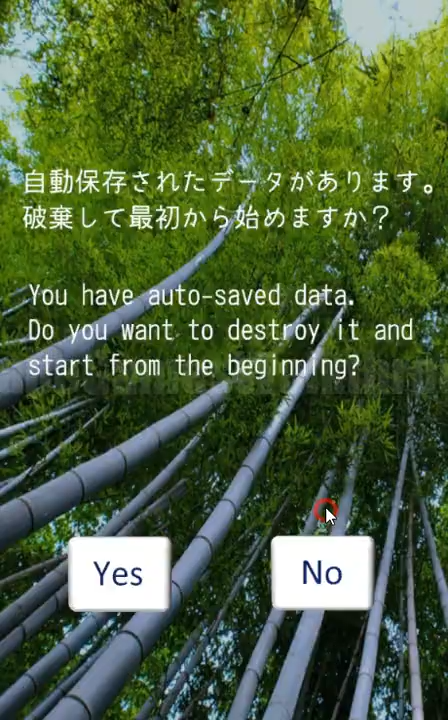 自動保存されたデータがあります。
破棄して最初から始めますか？
You have auto-saved data.
Do you want to destroy it and
start from the beginning?
Yes
No